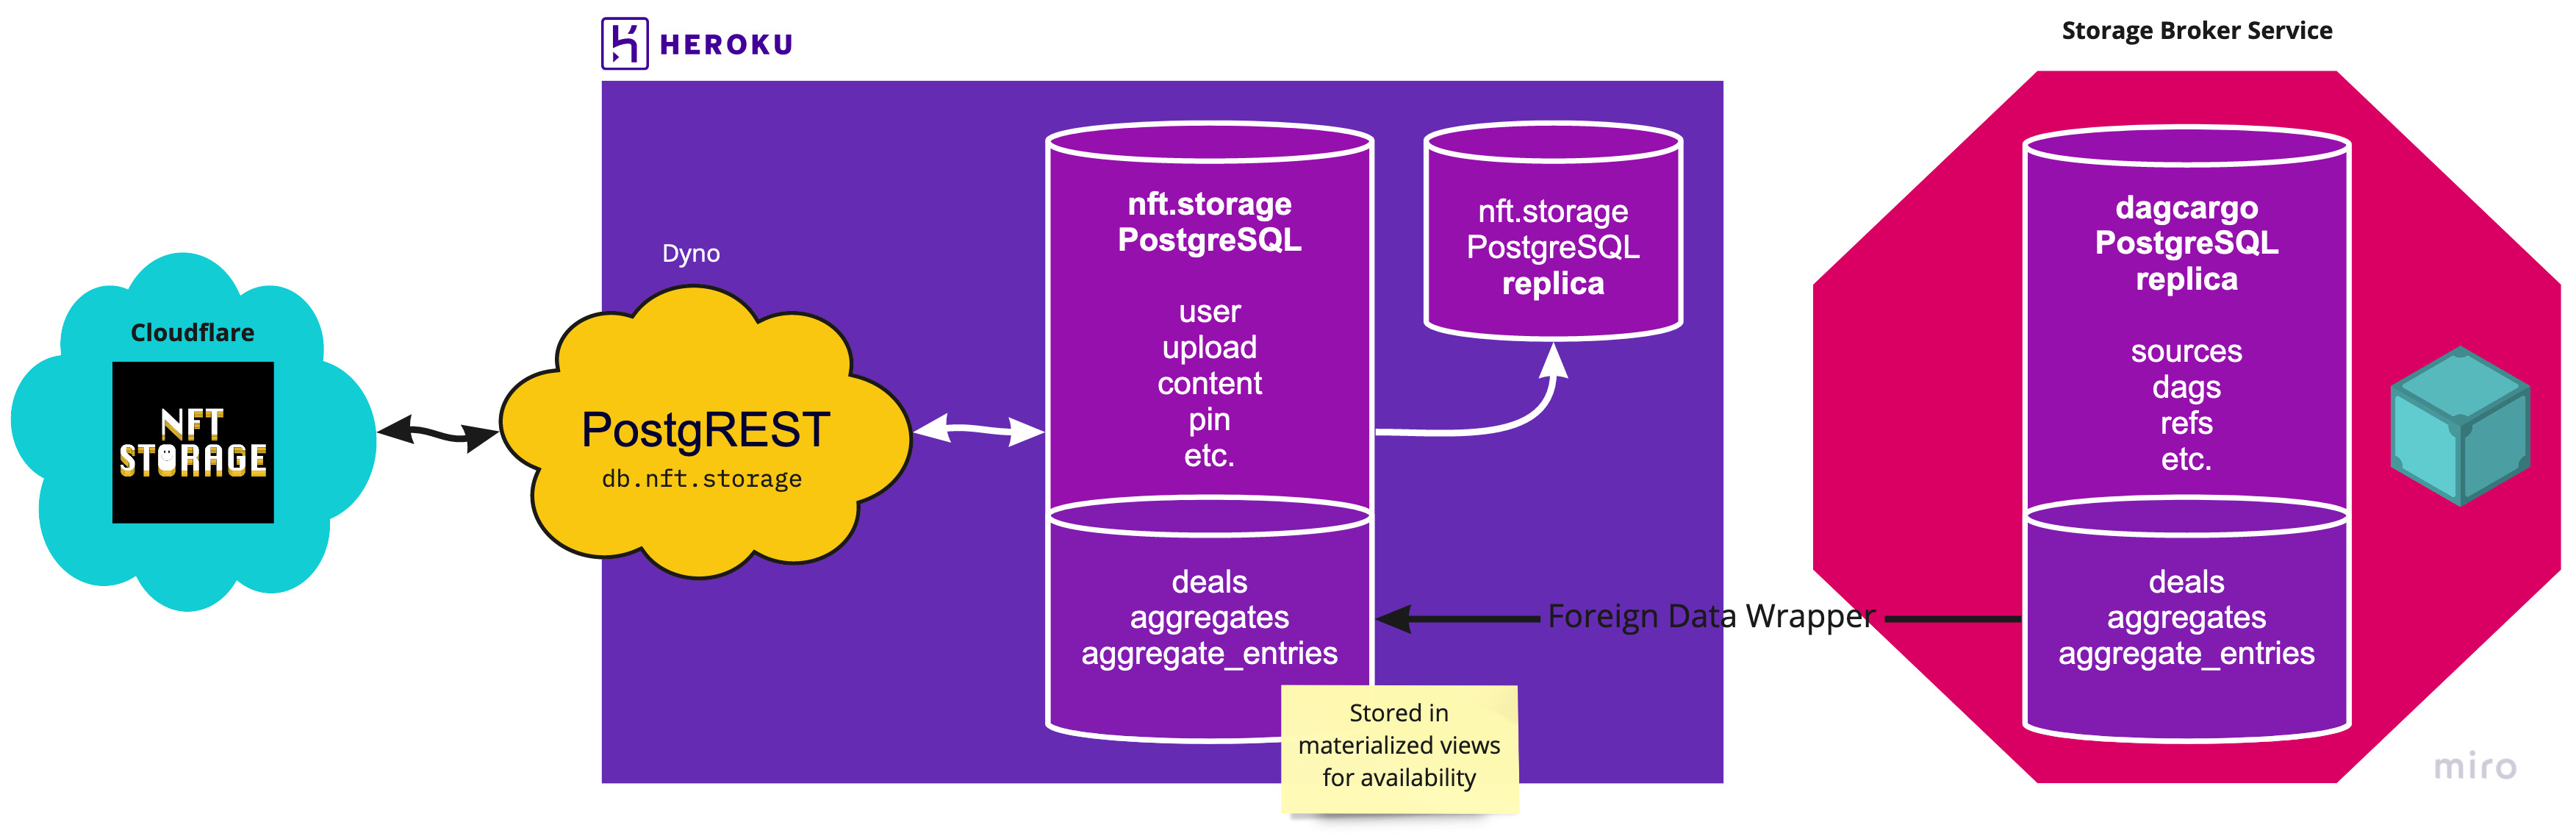 HEROKU
Storage Broker Service
Cloudflare
NFT
STORAGE
Dyno
PostgREST
db.nft.storage
nft.storage
PostgreSQL
user
upload
content
pin
etc.
deals
aggregates
aggregate_entries
nft.storage
PostgreSQL
replica
Stored in
materialized views
for availability
Foreign Data Wrapper
dagcargo
PostgreSQL
replica
sources
dags
refs
etc.
deals
aggregates
aggregate_entries
miro